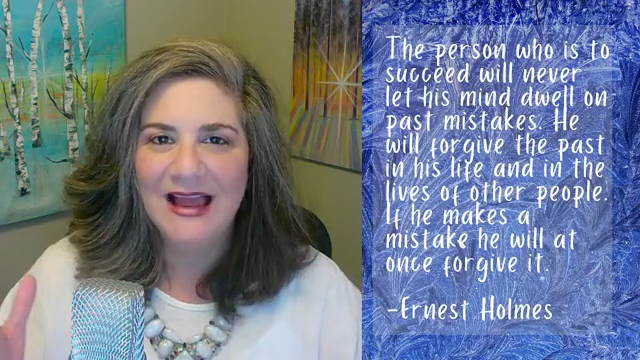 The person who is to
succeed will never
let his mind dwell on
past mistakes. He
will forgive the past
in his life and in the
lives of other people.
If he makes a
mistake he will at
once forgive it.
-Ernest Holmes